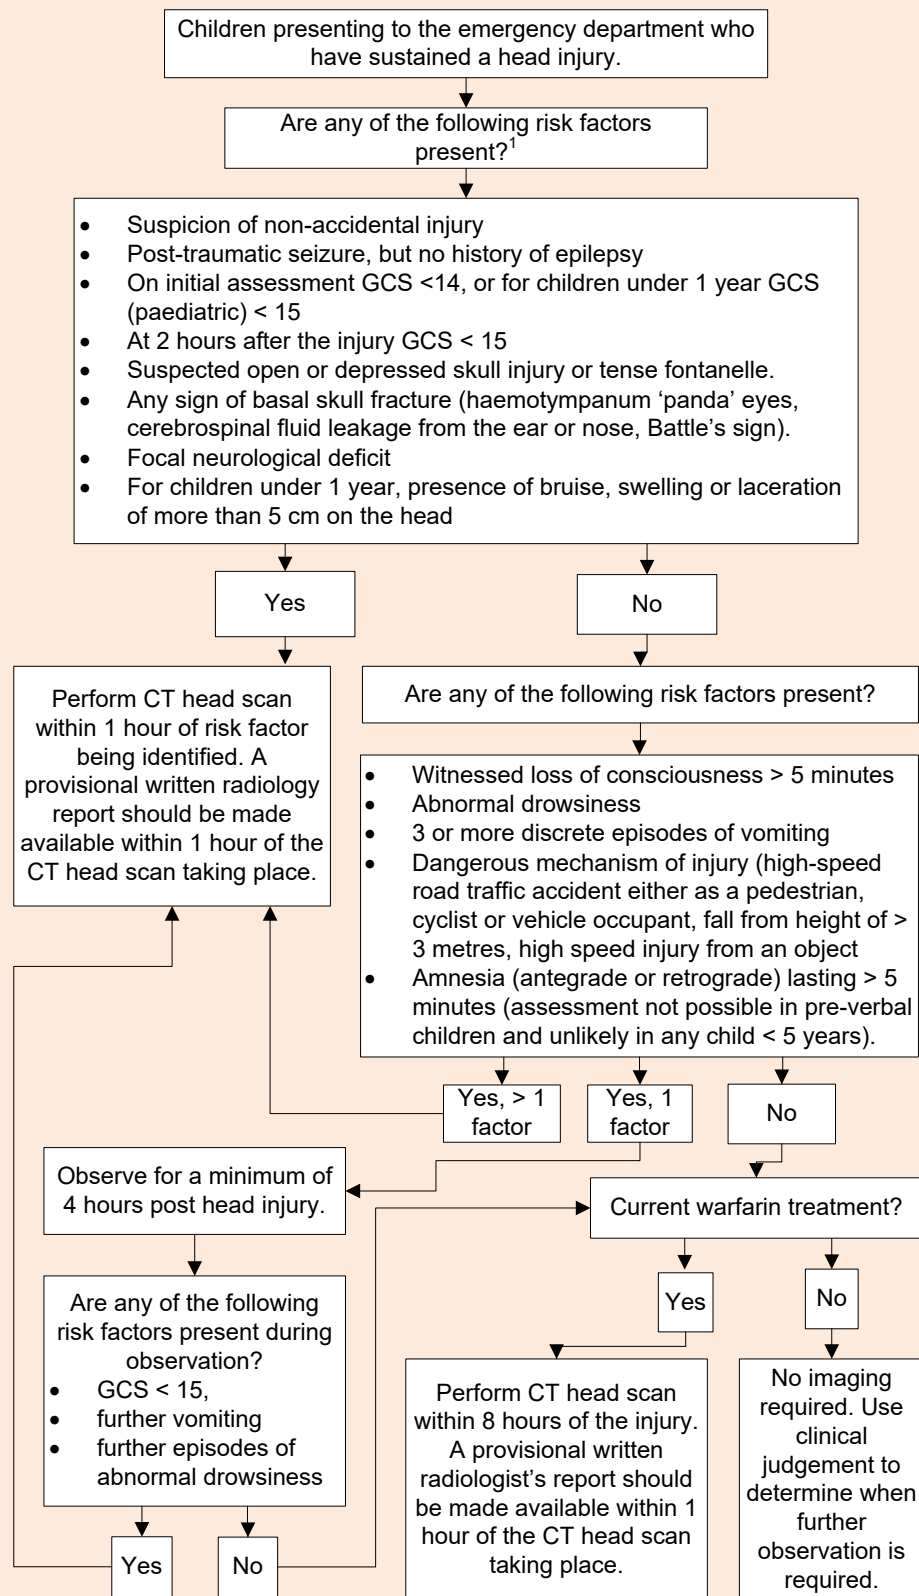 Children presenting to the emergency department who
have sustained a head injury.
Are any of the following risk factors
present?1
• Suspicion of non-accidental injury
• Post-traumatic seizure, but no history of epilepsy
• On initial assessment GCS <14, or for children under 1 year GCS
(paediatric) < 15
• At 2 hours after the injury GCS < 15
• Suspected open or depressed skull injury or tense fontanelle.
• Any sign of basal skull fracture (haemotympanum ‘panda’ eyes,
cerebrospinal fluid leakage from the ear or nose, Battle’s sign).
• Focal neurological deficit
• For children under 1 year, presence of bruise, swelling or laceration
of more than 5 cm on the head
Yes
No
Perform CT head scan
within 1 hour of risk factor
being identified. A
provisional written radiology
report should be made
available within 1 hour of the
CT head scan taking place.
Are any of the following risk factors present?
• Witnessed loss of consciousness > 5 minutes
• Abnormal drowsiness
• 3 or more discrete episodes of vomiting
• Dangerous mechanism of injury (high-speed
road traffic accident either as a pedestrian,
cyclist or vehicle occupant, fall from height of >
3 metres, high speed injury from an object
• Amnesia (antegrade or retrograde) lasting > 5
minutes (assessment not possible in pre-verbal
children and unlikely in any child < 5 years).
Yes, > 1
factor
Yes, 1
factor
No
Observe for a minimum of
4 hours post head injury.
Current warfarin treatment?
Are any of the following
risk factors present during
observation?
• GCS < 15,
• further vomiting
• further episodes of
abnormal drowsiness
Yes
No
Yes
No
Perform CT head scan
within 8 hours of the injury.
A provisional written
radiologist’s report should
be made available within 1
hour of the CT head scan
taking place.
No imaging
required. Use
clinical
judgement to
determine when
further
observation is
required.